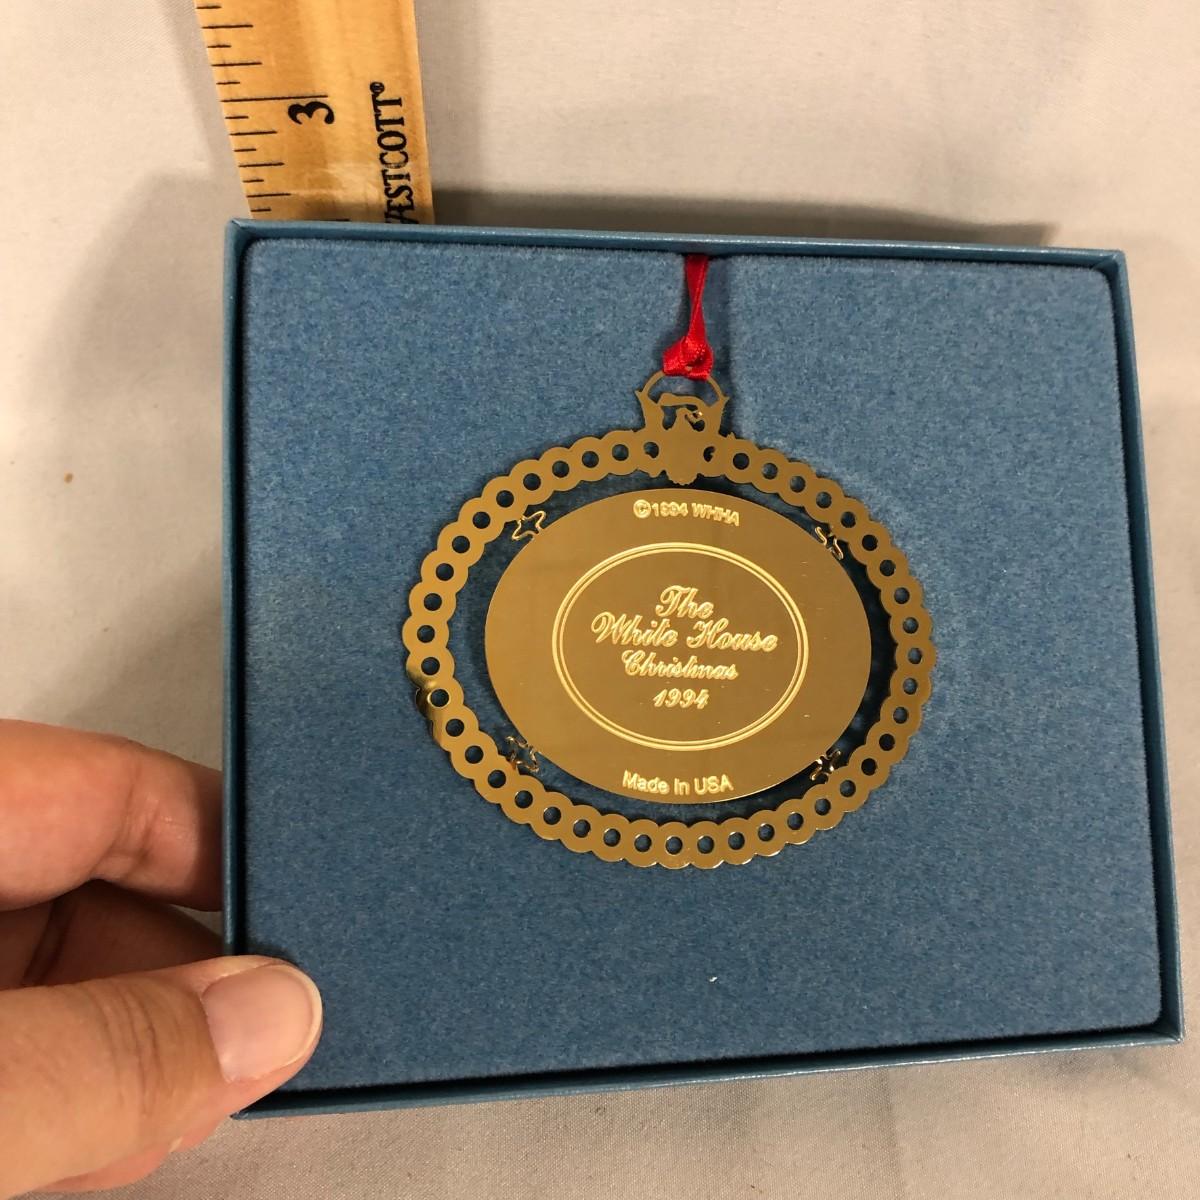 3
WESTCOTT®
©1994 WHHA
The
White House
Christmas
1994
Made In USA